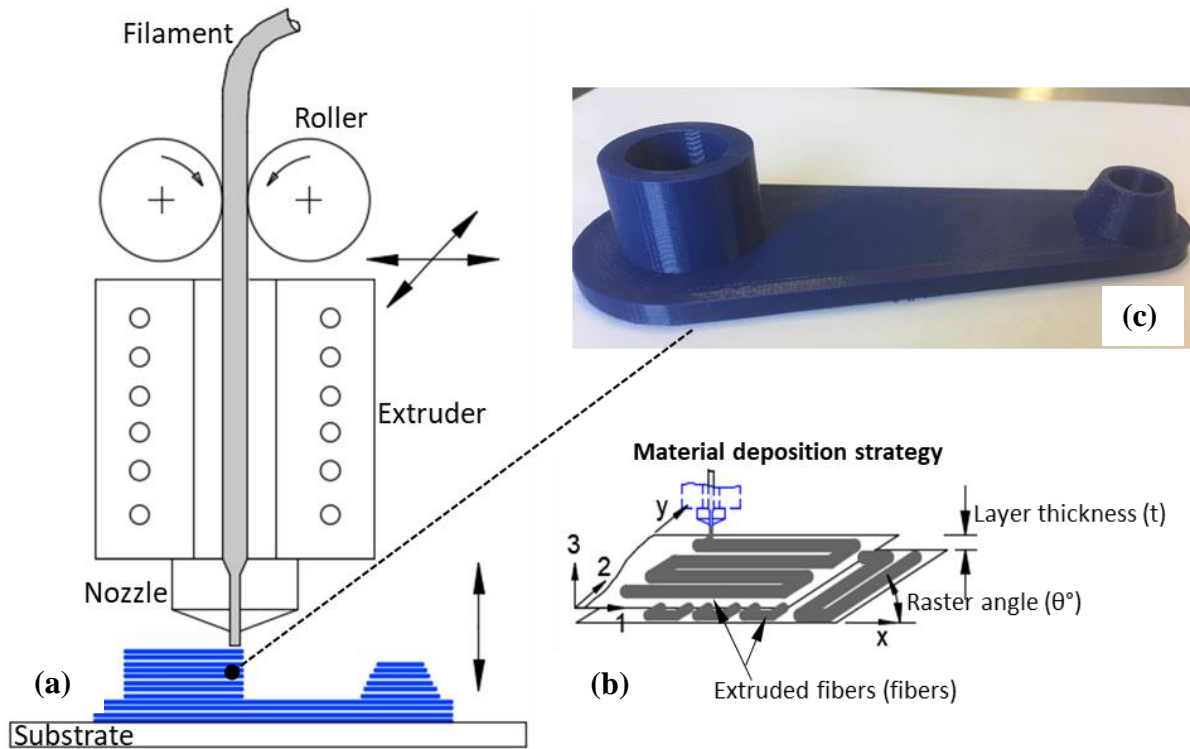 Filament
Roller
Extruder
Nozzle
(a)
Substrate
(c)
Material deposition strategy
y
3
2
1
x
Layer thickness (t)
Raster angle (θ°)
(b)
Extruded fibers (fibers)